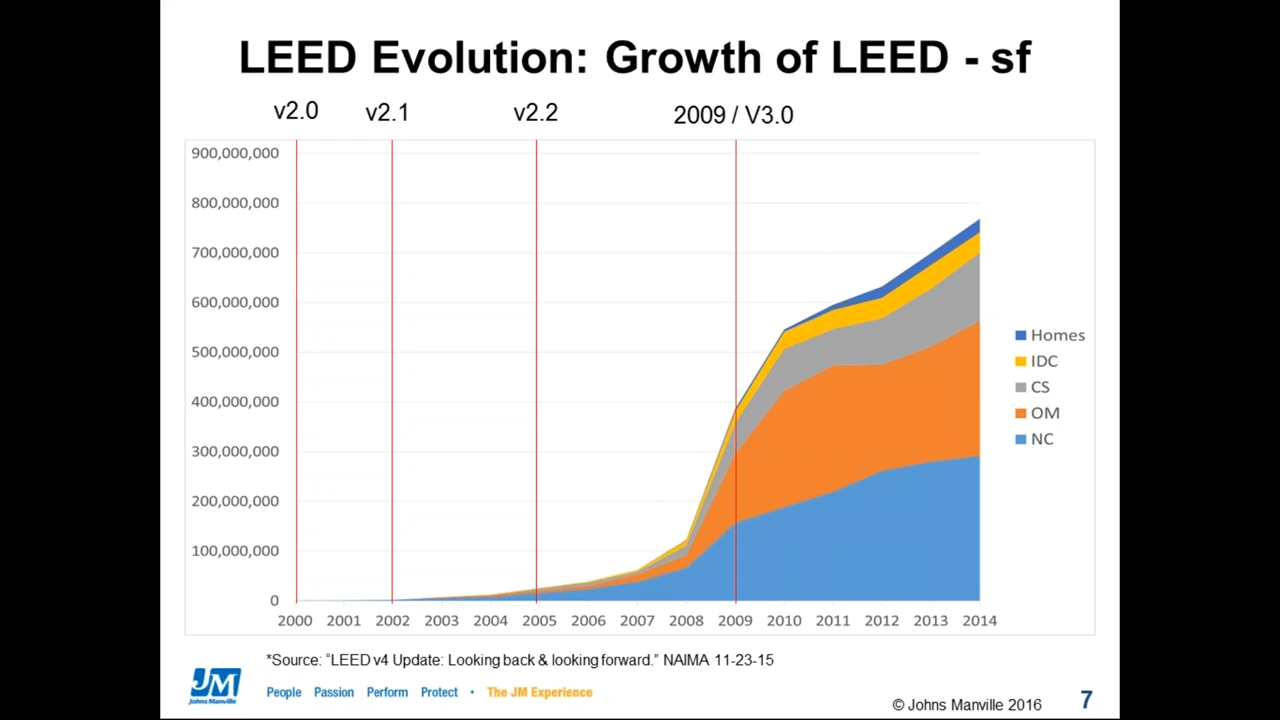 LEED Evolution: Growth of LEED - sf
v2.0 v2.1 v2.2 2009 / V3.0
900,000,000
800,000,000
700,000,000
600,000,000
500,000,000
400,000,000
300,000,000
200,000,000
100,000,000
0
2000 2001 2002 2003 2004 2005 2006 2007 2008 2009 2010 2011 2012 2013 2014
Homes
IDC
CS
OM
NC
*Source: “LEED v4 Update: Looking back & looking forward.” NAIMA 11-23-15
JM
Johns Manville
People Passion Perform Protect • The JM Experience
© Johns Manville 2016
7